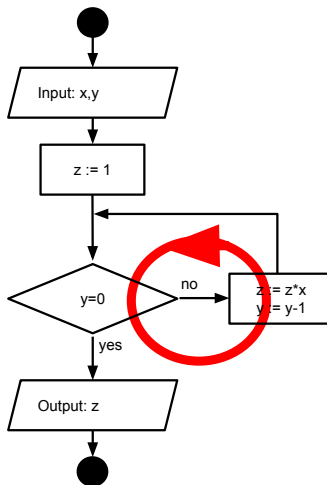 Input: x,y
z := 1
y=0
no
z := z*x
y := y-1
yes
Output: z